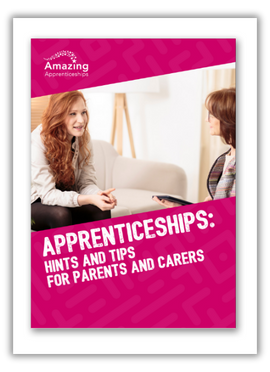 Amazing
Apprenticeships
APPRENTICESHIPS:
HINTS AND TIPS
FOR PARENTS AND CARERS